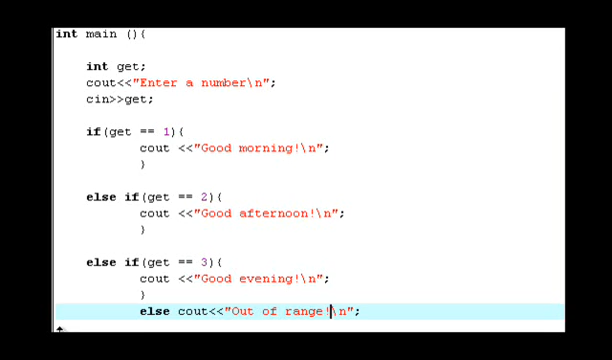 int main (){
int get;
cout<<"Enter a number\n";
cin>>get;
if(get == 1){
cout <<"Good morning!\n";
}
else if(get == 2){
cout <<"Good afternoon!\n";
}
else if(get == 3){
cout <<"Good evening!\n";
}
else cout<<"Out of range!\n";